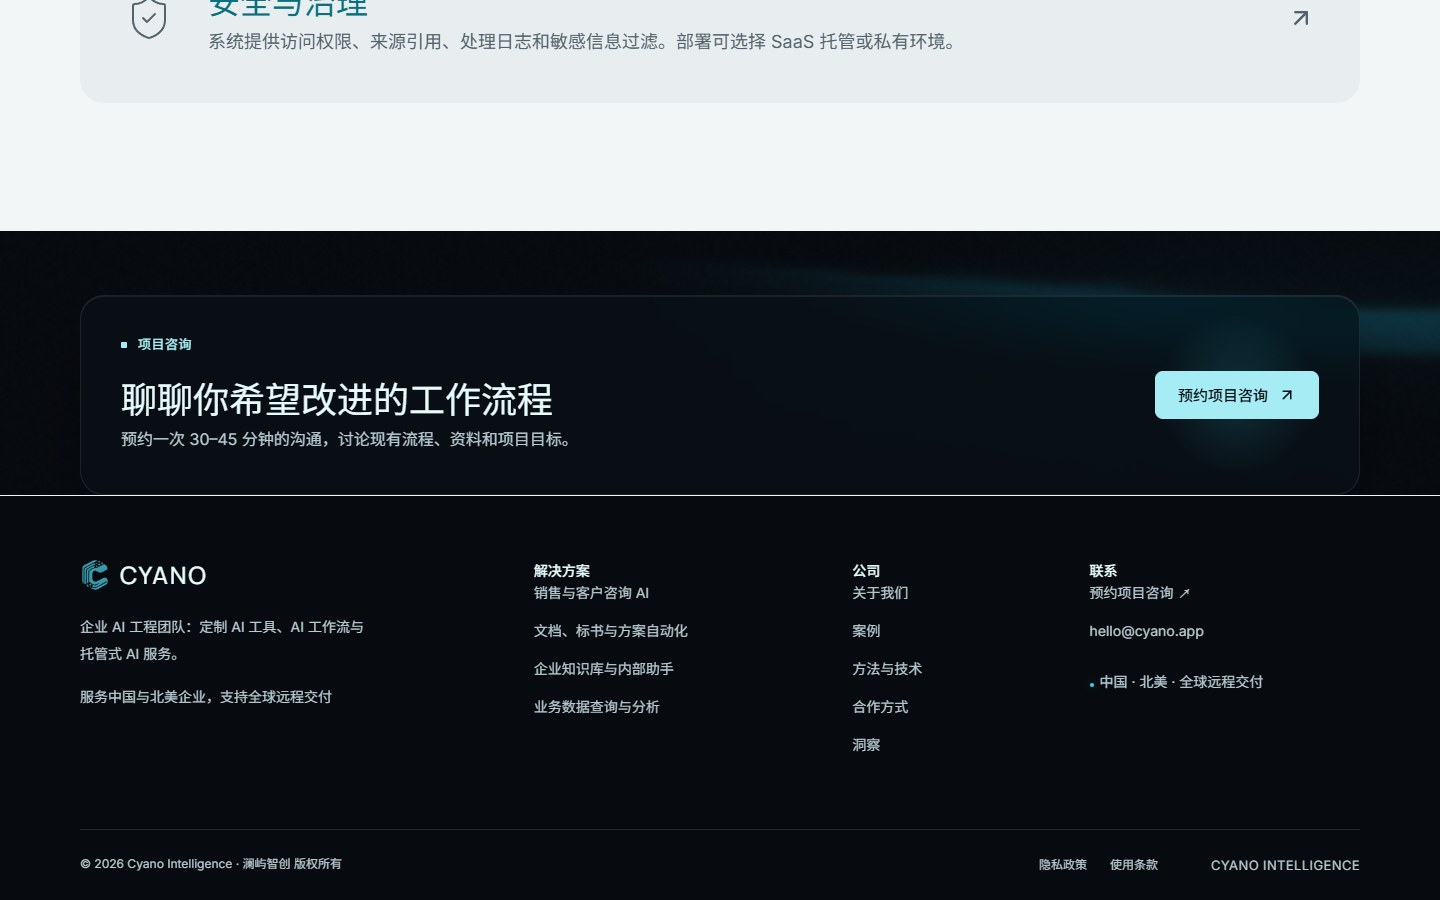 安全与治理
系统提供访问权限、来源引用、处理日志和敏感信息过滤。部署可选择 SaaS 托管或私有环境。
项目咨询
聊聊你希望改进的工作流程
预约一次 30–45 分钟的沟通，讨论现有流程、资料和项目目标。
预约项目咨询
CYANO
企业 AI 工程团队：定制 AI 工具、AI 工作流与
托管式 AI 服务。
服务中国与北美企业，支持全球远程交付
解决方案
销售与客户咨询 AI
文档、标书与方案自动化
企业知识库与内部助手
业务数据查询与分析
公司
关于我们
案例
方法与技术
合作方式
洞察
联系
预约项目咨询 ↗
hello@cyano.app
中国 · 北美 · 全球远程交付
© 2026 Cyano Intelligence · 澜屿智创 版权所有
隐私政策
使用条款
CYANO INTELLIGENCE